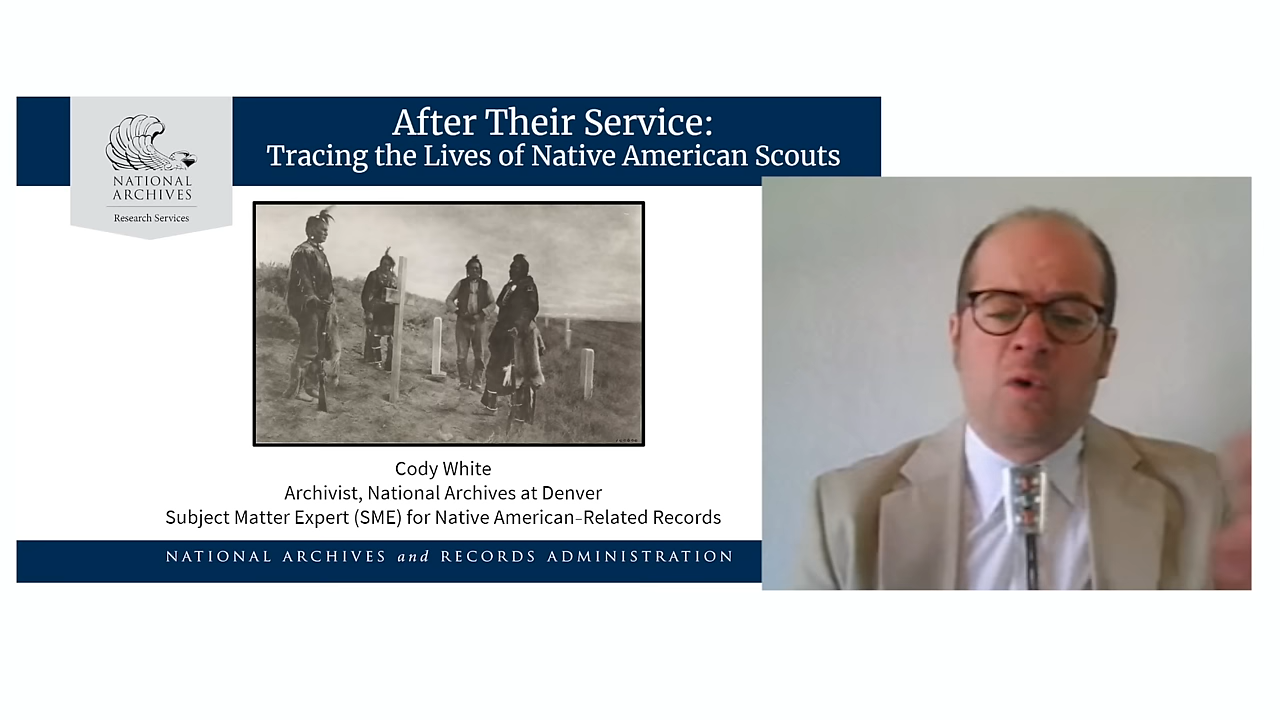 After Their Service:
Tracing the Lives of Native American Scouts
NATIONAL
ARCHIVES
Research Services
Cody White
Archivist, National Archives at Denver
Subject Matter Expert (SME) for Native American-Related Records
NATIONAL ARCHIVES and RECORDS ADMINISTRATION